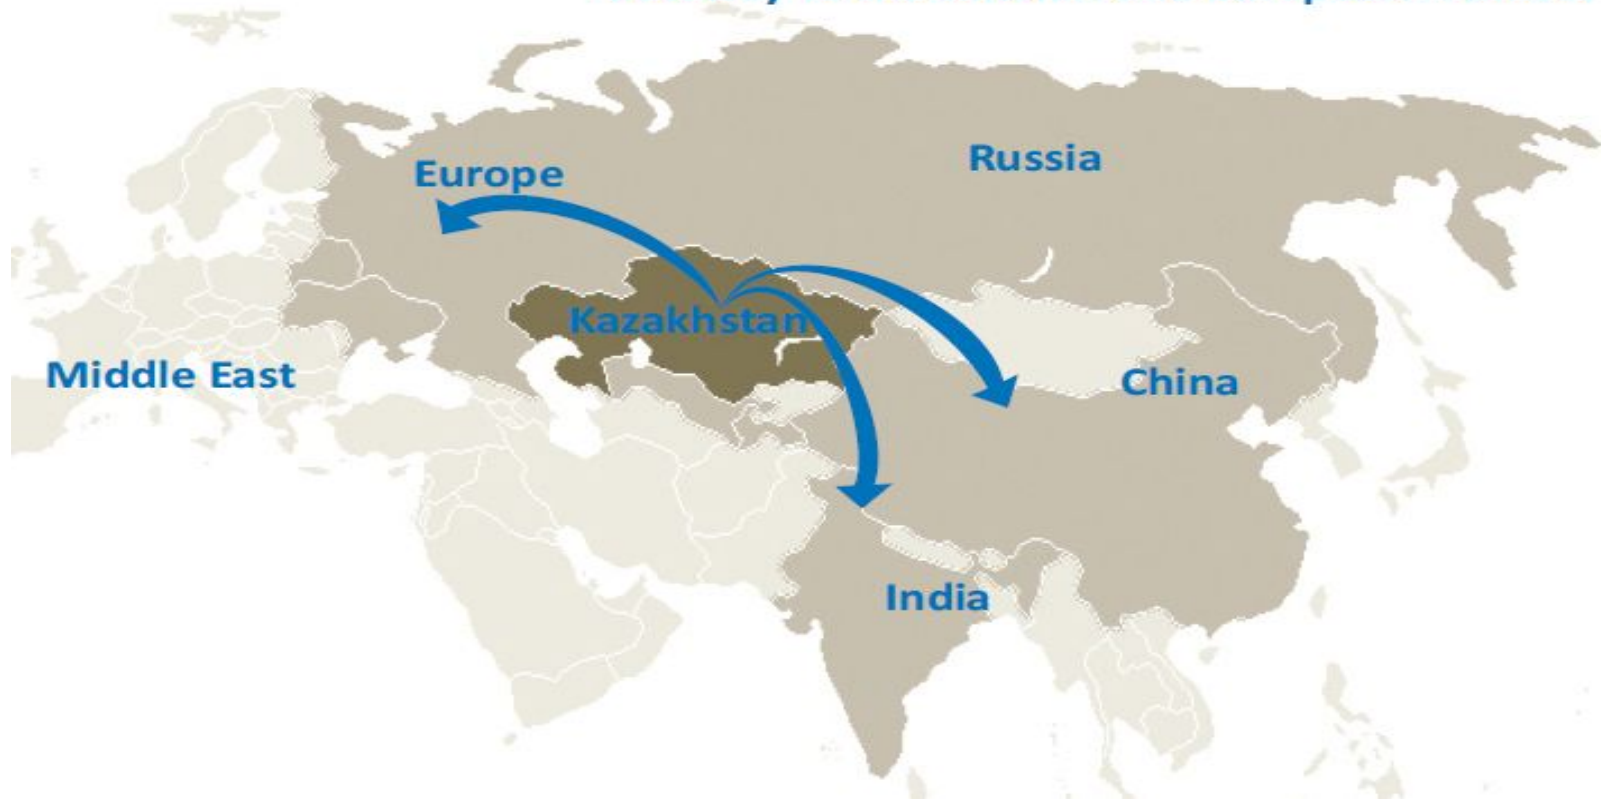 Russia
Europe
Kazakhstan
Middle East
China
India